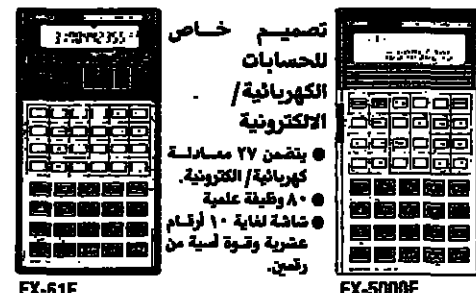 تصميم خاص
للحسابات
الكهربائية/
الالكترونية
● يتضمن ٢٧ معادلة
كهربائية/الكترونية.
● ٨٠ وظيفة علمية
● شاشة لغاية ١٠ أرقام
عشرية وقوة أسية من
رقمين.
FX-61F
FX-5000F